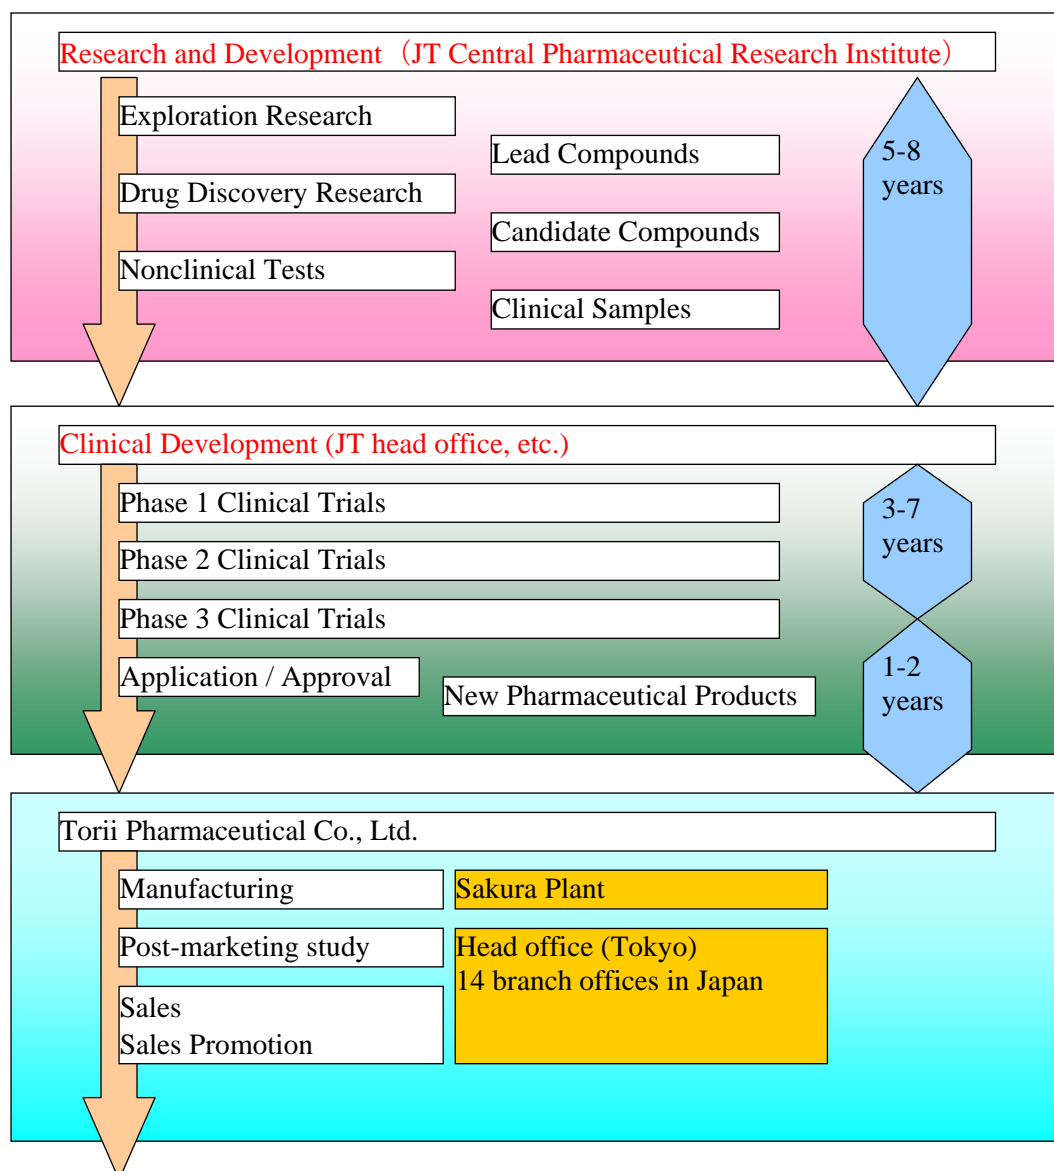 Research and Development（JT Central Pharmaceutical Research Institute）
Exploration Research
Lead Compounds
5-8
years
Drug Discovery Research
Candidate Compounds
Nonclinical Tests
Clinical Samples
Clinical Development (JT head office, etc.)
Phase 1 Clinical Trials
3-7
years
Phase 2 Clinical Trials
Phase 3 Clinical Trials
Application / Approval
New Pharmaceutical Products
1-2
years
Torii Pharmaceutical Co., Ltd.
Manufacturing
Sakura Plant
Post-marketing study
Head office (Tokyo)
14 branch offices in Japan
Sales
Sales Promotion